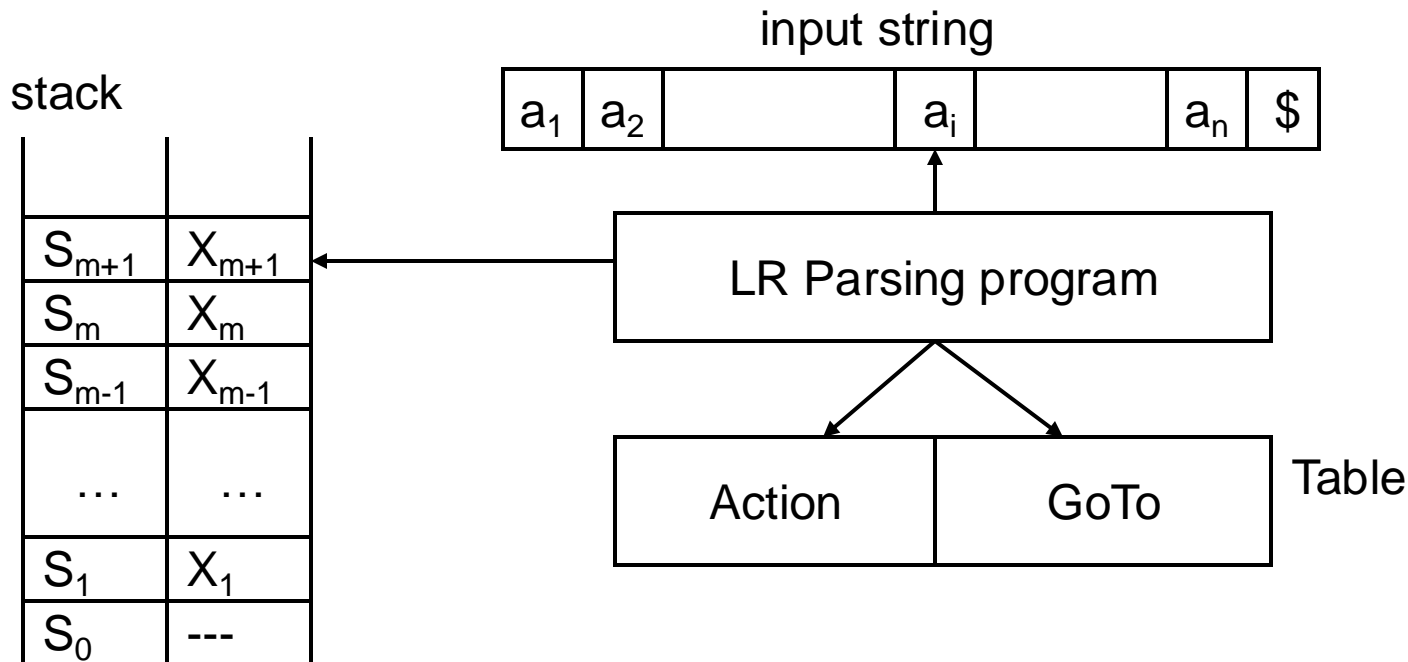 input string
stack
a₁ a₂ aᵢ aₙ $
Sₘ₊₁ Xₘ₊₁
LR Parsing program
Sₘ Xₘ
Sₘ₋₁ Xₘ₋₁
… …
Action GoTo Table
S₁ X₁
S₀ ---